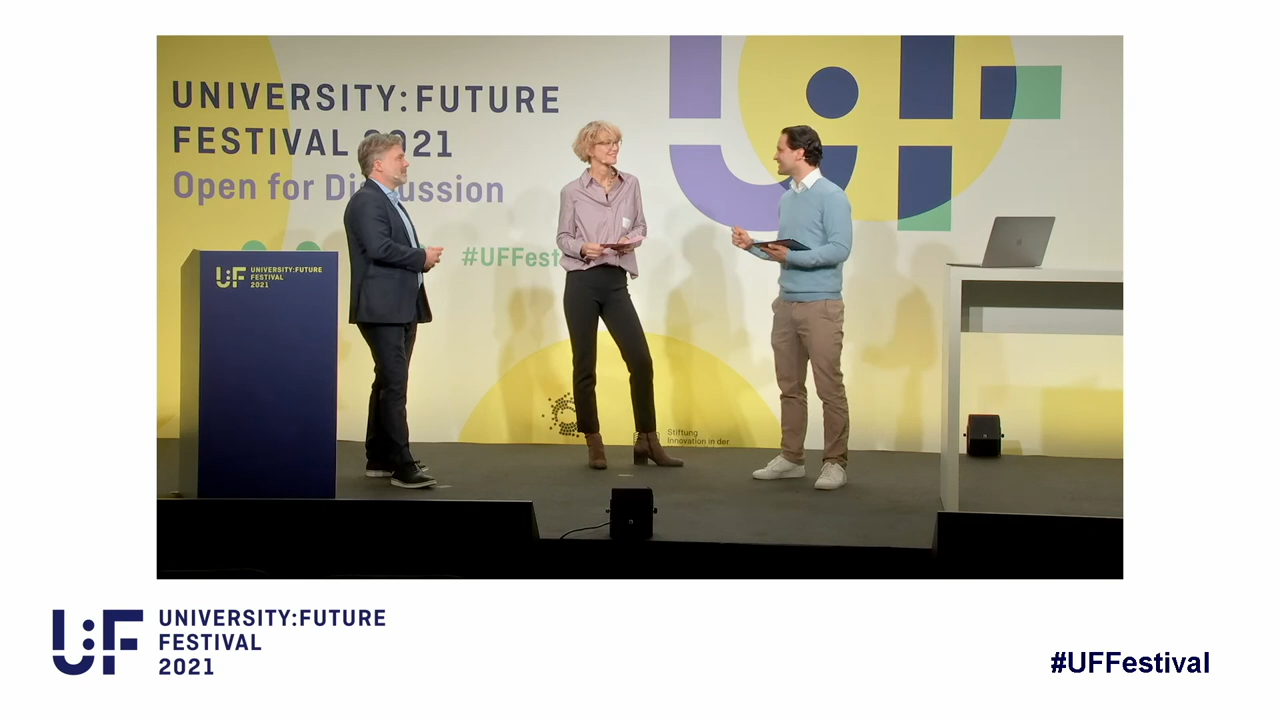 UNIVERSITY:FUTURE
FESTIVAL 2021
Open for Discussion
#UFFest
U:F UNIVERSITY:FUTURE
FESTIVAL
2021
Stiftung
Innovation in der
U:F UNIVERSITY:FUTURE
FESTIVAL
2021
#UFFestival